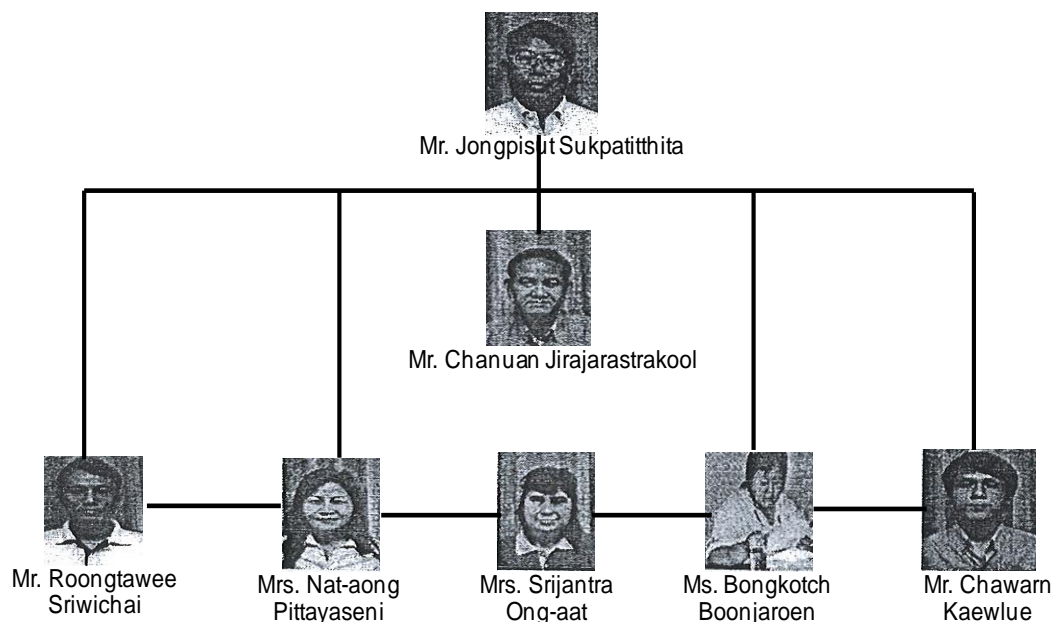 Mr. Jongpisut Sukpatitthita
Mr. Chanuan Jirajarastrakool
Mr. Roongtawee
Sriwichai
Mrs. Nat-aong
Pittayaseni
Mrs. Srijantra
Ong-aat
Ms. Bongkotch
Boonjaroen
Mr. Chawarn
Kaewlue